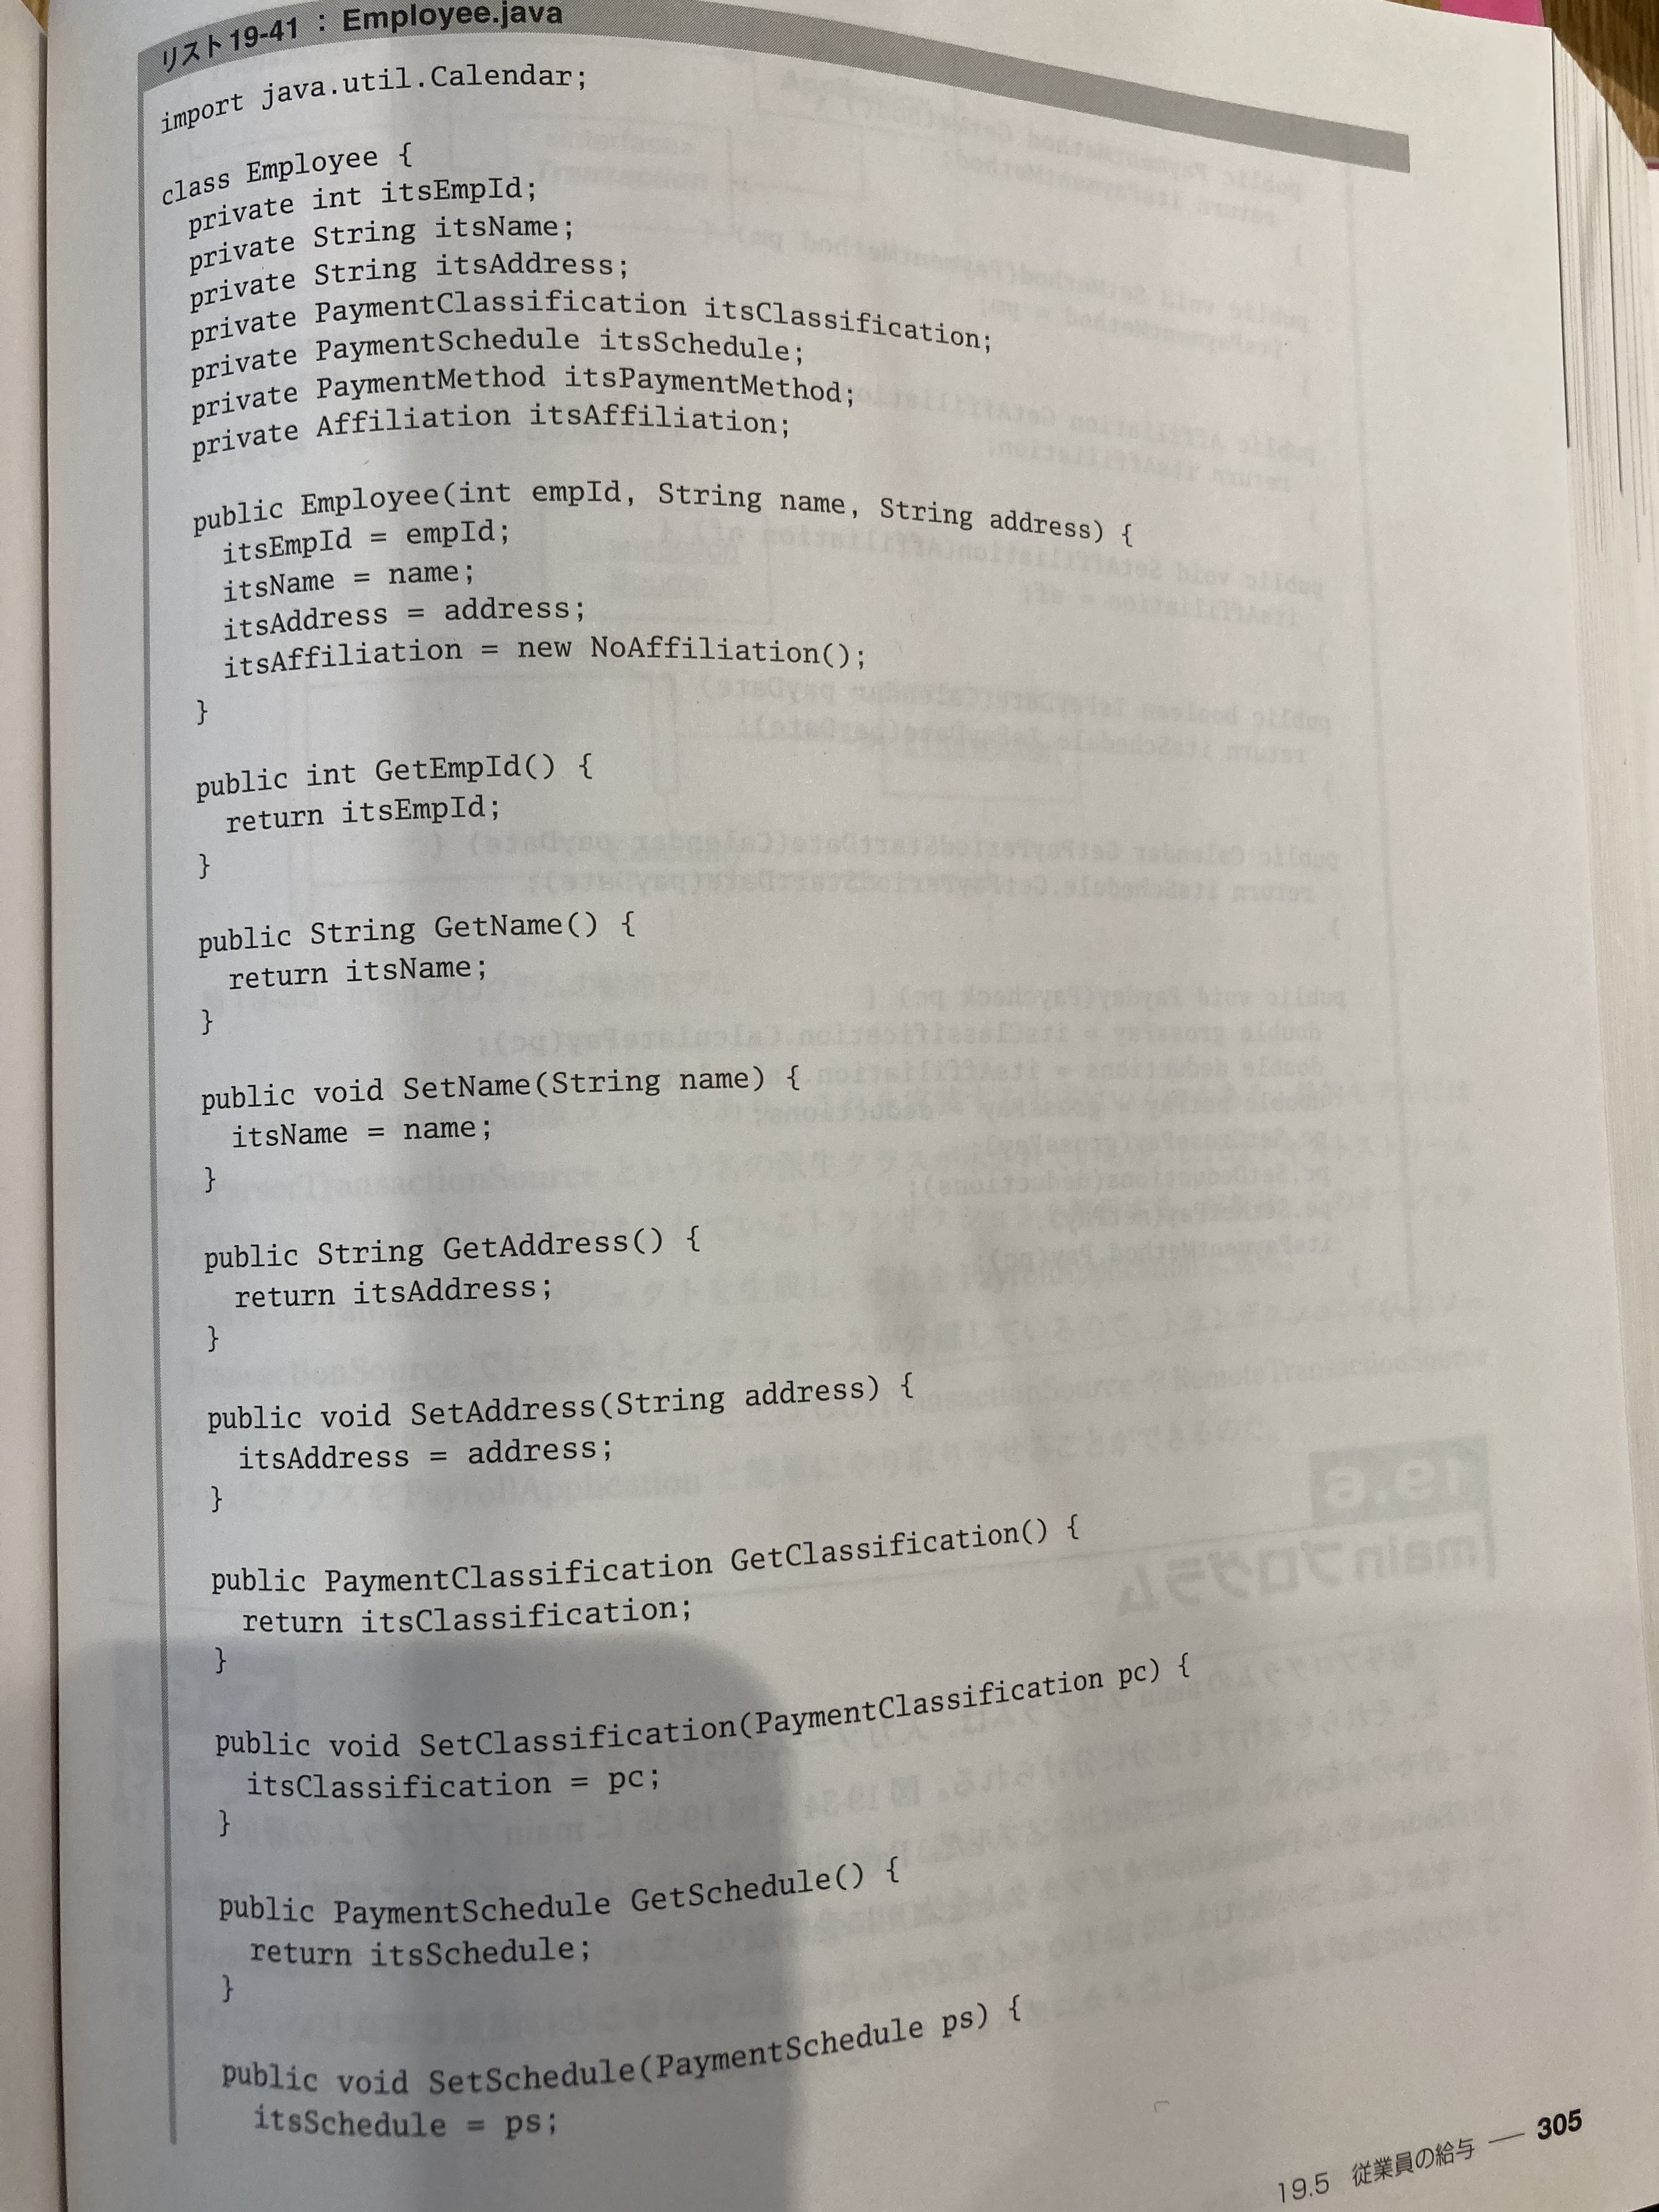 リスト19-41 : Employee.java
import java.util.Calendar;
class Employee {
private int itsEmpId;
private String itsName;
private String itsAddress;
private PaymentClassification itsClassification;
private PaymentSchedule itsSchedule;
private PaymentMethod itsPaymentMethod;
private Affiliation itsAffiliation;
public Employee(int empId, String name, String address) {
itsEmpId = empId;
itsName = name;
itsAddress = address;
itsAffiliation = new NoAffiliation();
}
public int GetEmpId() {
return itsEmpId;
}
public String GetName() {
return itsName;
}
public void SetName(String name) {
itsName = name;
}
public String GetAddress() {
return itsAddress;
}
public void SetAddress(String address) {
itsAddress = address;
}
public PaymentClassification GetClassification() {
return itsClassification;
}
public void SetClassification(PaymentClassification pc) {
itsClassification = pc;
}
public PaymentSchedule GetSchedule() {
return itsSchedule;
}
public void SetSchedule(PaymentSchedule ps) {
itsSchedule = ps;
19.5 従業員の給与 — 305